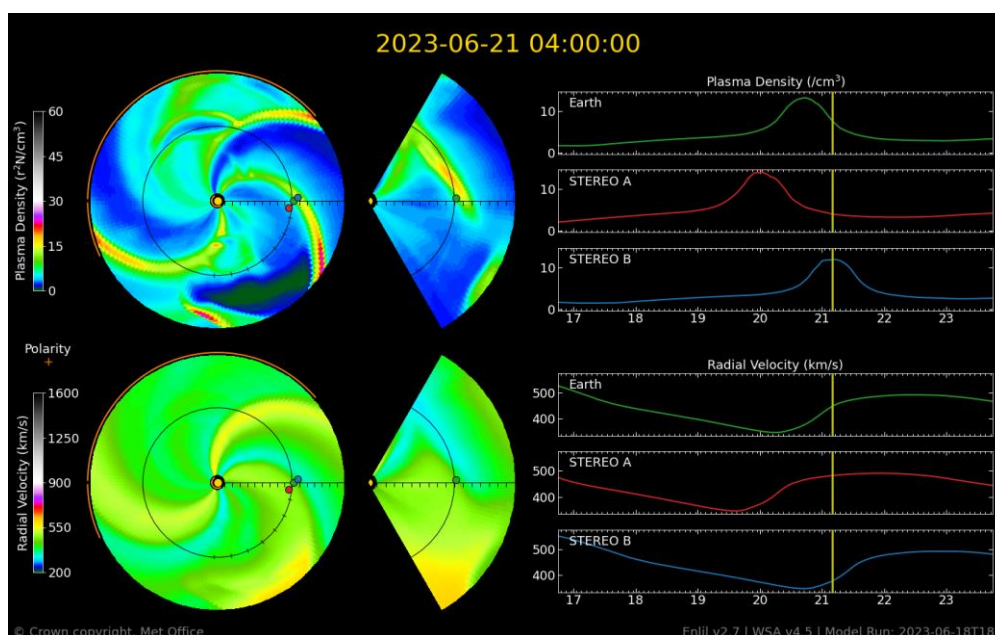 2023-06-21 04:00:00
Plasma Density (r²N/cm³)
60
45
30
15
0
Plasma Density (/cm³)
Earth
10
0
STEREO A
10
0
STEREO B
10
0
17 18 19 20 21 22 23
Polarity
+
Radial Velocity (km/s)
1600
1250
900
550
200
Radial Velocity (km/s)
Earth
500
400
STEREO A
500
400
STEREO B
500
400
17 18 19 20 21 22 23
© Crown copyright, Met Office
Enlil v2.7 | WSA v4.5 | Model Run: 2023-06-18T18